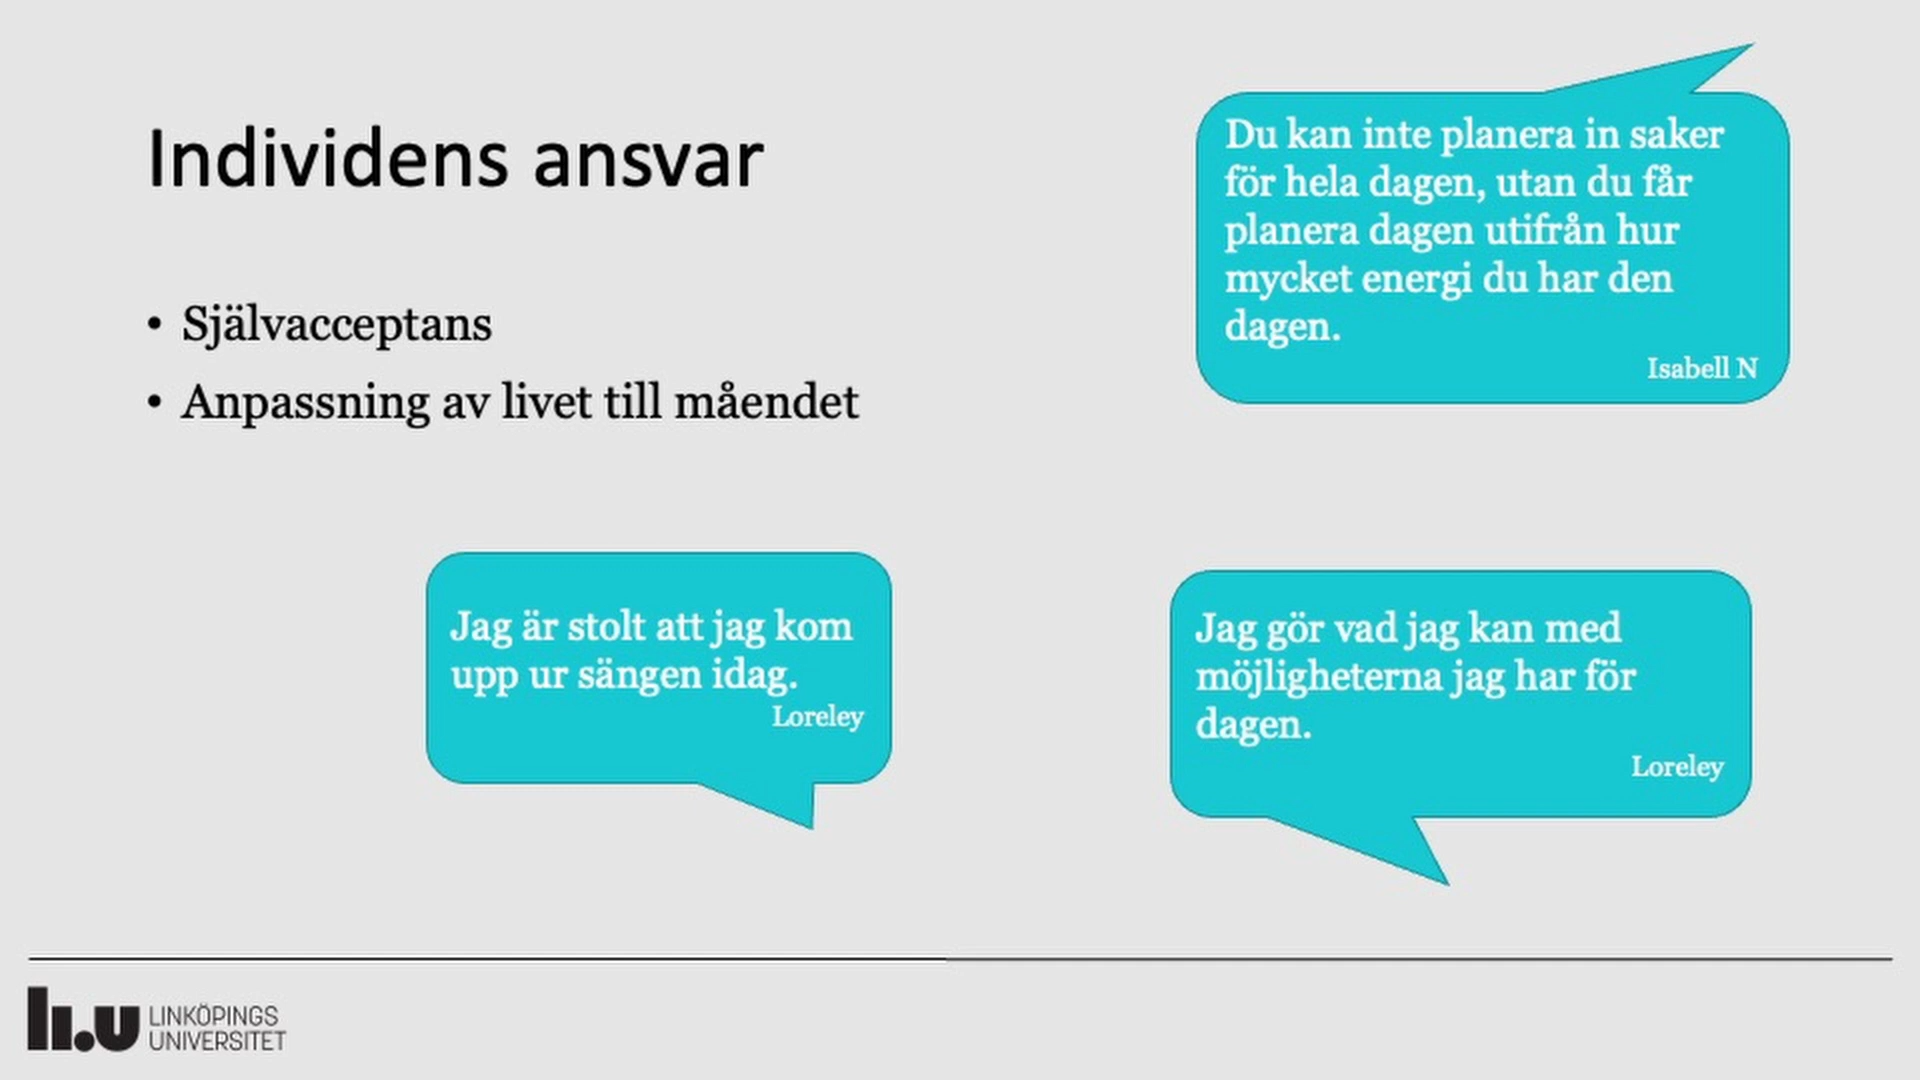 Individens ansvar
• Självacceptans
• Anpassning av livet till måendet
Du kan inte planera in saker
för hela dagen, utan du får
planera dagen utifrån hur
mycket energi du har den
dagen.
Isabell N
Jag är stolt att jag kom
upp ur sängen idag.
Loreley
Jag gör vad jag kan med
möjligheterna jag har för
dagen.
Loreley
li.u LINKÖPINGS
UNIVERSITET